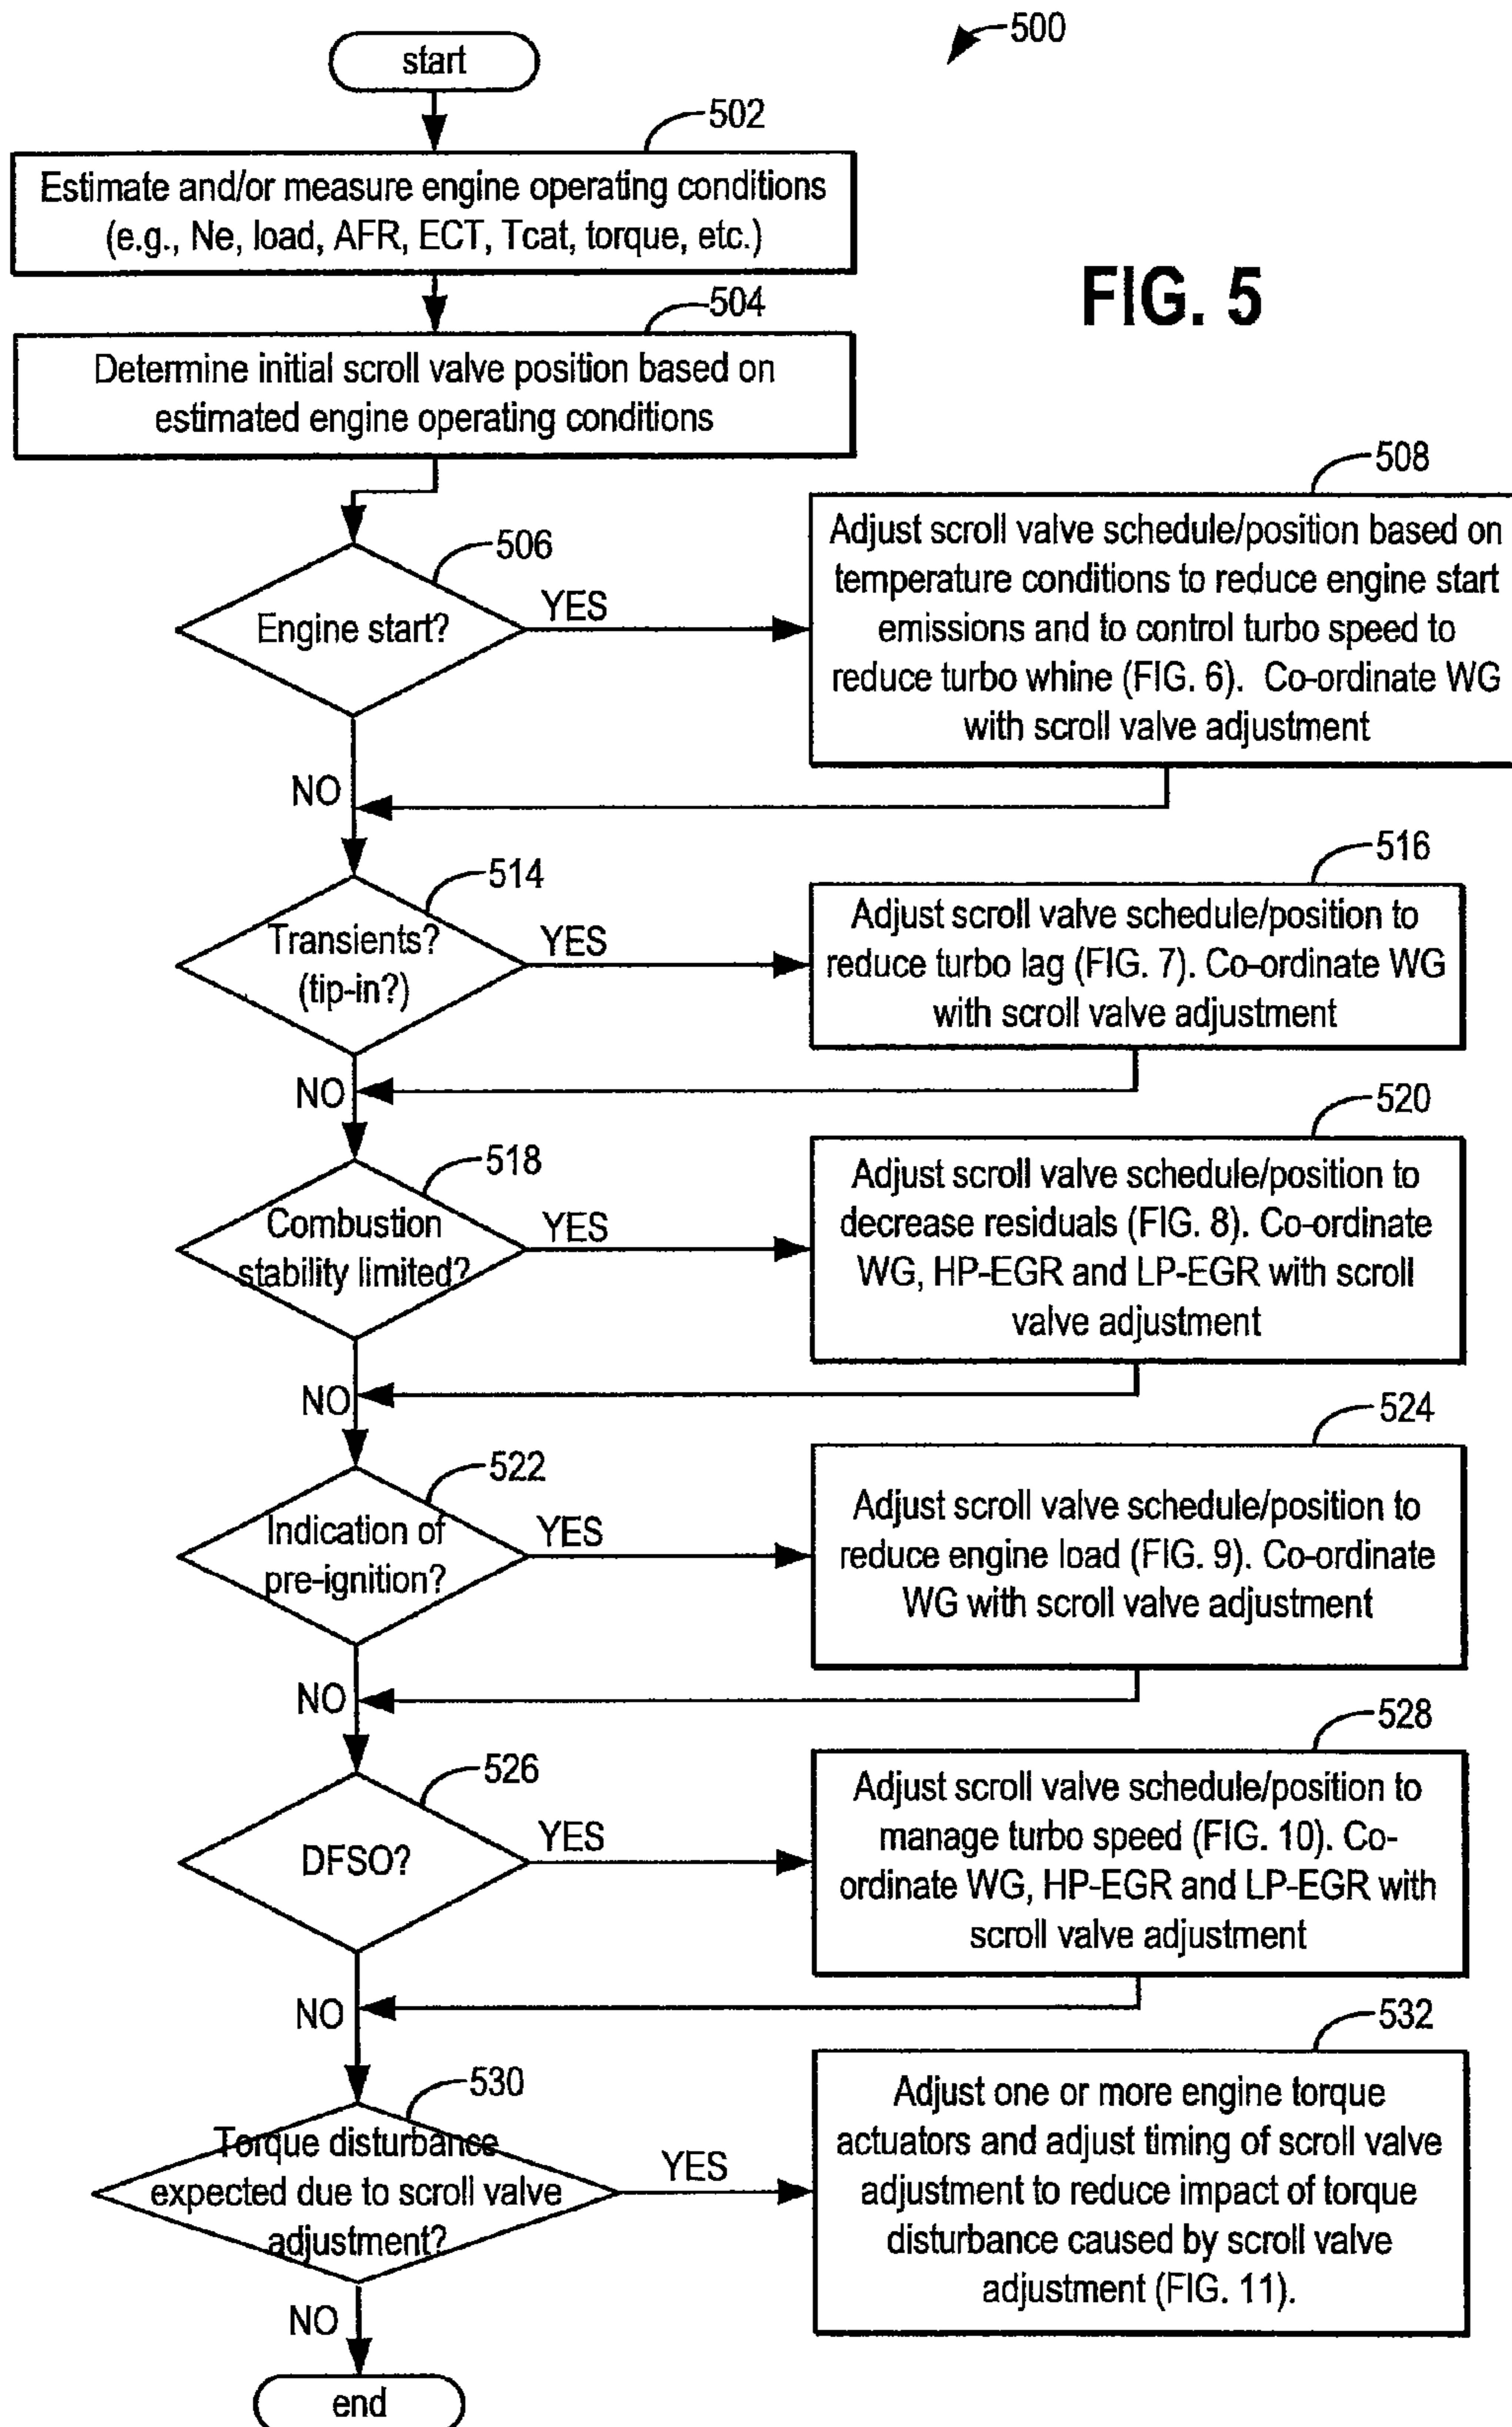 500
start
502
Estimate and/or measure engine operating conditions
(e.g., Ne, load, AFR, ECT, Tcat, torque, etc.)
FIG. 5
504
Determine initial scroll valve position based on
estimated engine operating conditions
506
Engine start?
YES
NO
508
Adjust scroll valve schedule/position based on
temperature conditions to reduce engine start
emissions and to control turbo speed to
reduce turbo whine (FIG. 6). Co-ordinate WG
with scroll valve adjustment
514
Transients?
(tip-in?)
YES
NO
516
Adjust scroll valve schedule/position to
reduce turbo lag (FIG. 7). Co-ordinate WG
with scroll valve adjustment
518
Combustion
stability limited?
YES
NO
520
Adjust scroll valve schedule/position to
decrease residuals (FIG. 8). Co-ordinate
WG, HP-EGR and LP-EGR with scroll
valve adjustment
522
Indication of
pre-ignition?
YES
NO
524
Adjust scroll valve schedule/position to
reduce engine load (FIG. 9). Co-ordinate
WG with scroll valve adjustment
526
DFSO?
YES
NO
528
Adjust scroll valve schedule/position to
manage turbo speed (FIG. 10). Co-
ordinate WG, HP-EGR and LP-EGR with
scroll valve adjustment
530
Torque disturbance
expected due to scroll valve
adjustment?
YES
NO
532
Adjust one or more engine torque
actuators and adjust timing of scroll valve
adjustment to reduce impact of torque
disturbance caused by scroll valve
adjustment (FIG. 11).
end